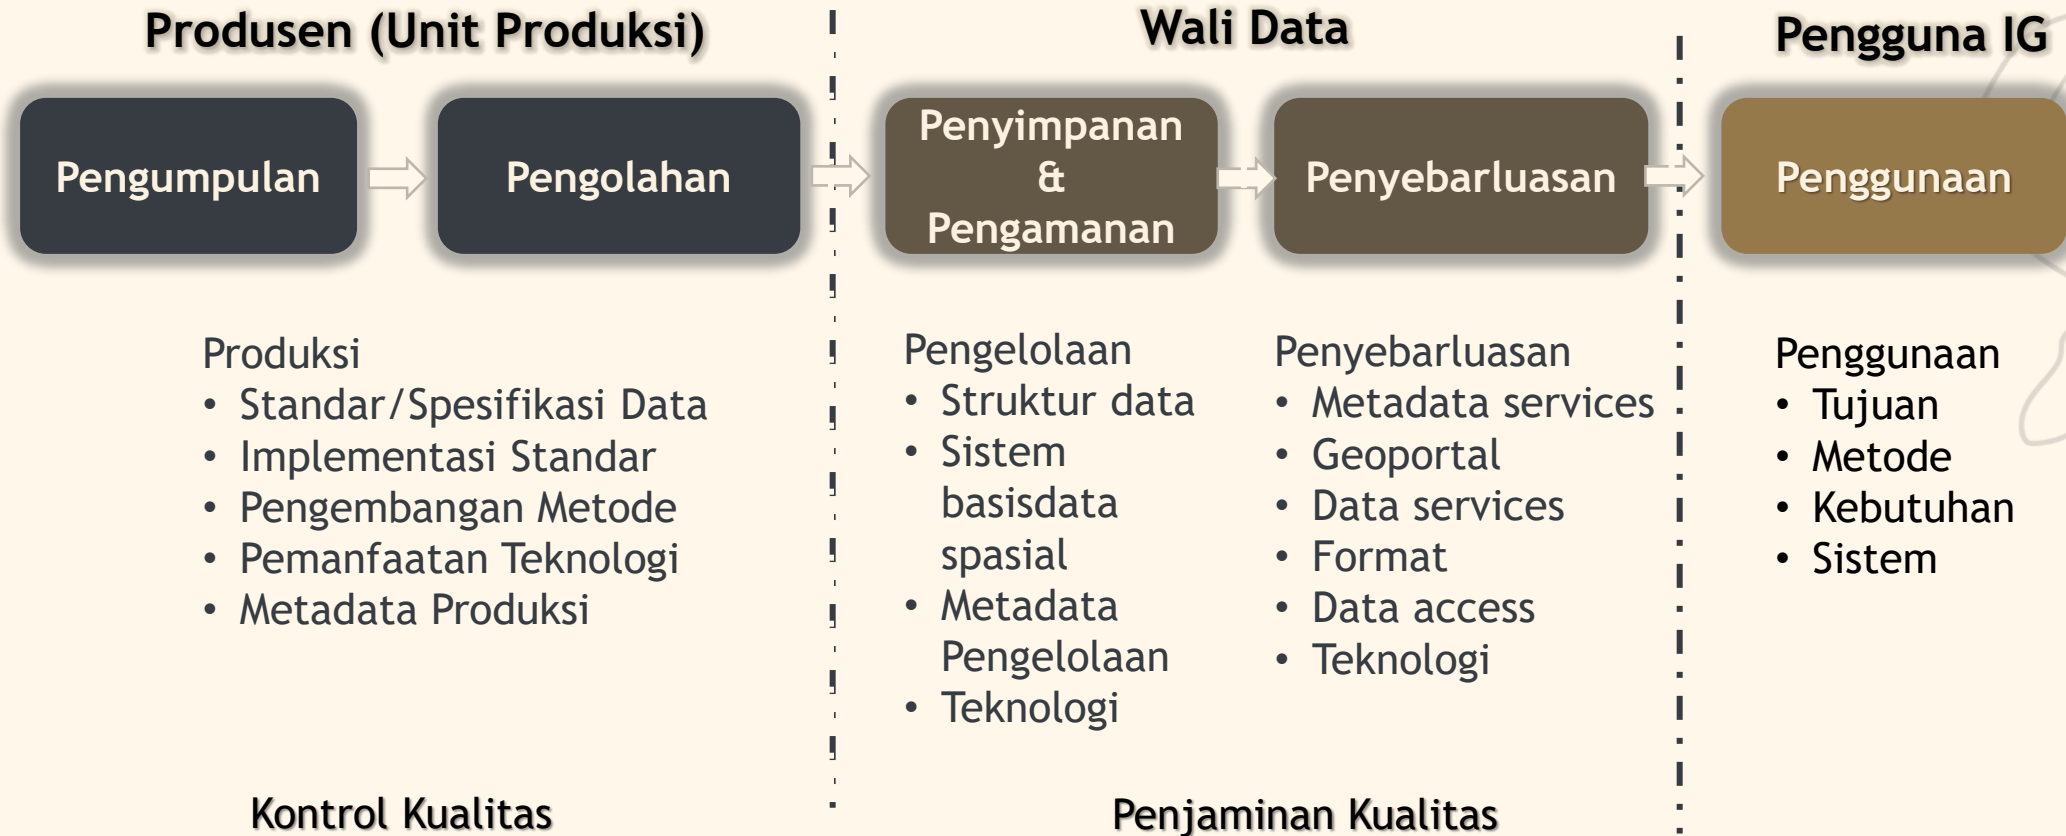 Produsen (Unit Produksi)
Wali Data
Pengguna IG
Pengumpulan
Pengolahan
Penyimpanan
&
Pengamanan
Penyebarluasan
Penggunaan
Produksi
• Standar/Spesifikasi Data
• Implementasi Standar
• Pengembangan Metode
• Pemanfaatan Teknologi
• Metadata Produksi
Pengelolaan
• Struktur data
• Sistem
basisdata
spasial
• Metadata
Pengelolaan
• Teknologi
Penyebarluasan
• Metadata services
• Geoportal
• Data services
• Format
• Data access
• Teknologi
Penggunaan
• Tujuan
• Metode
• Kebutuhan
• Sistem
Kontrol Kualitas
Penjaminan Kualitas